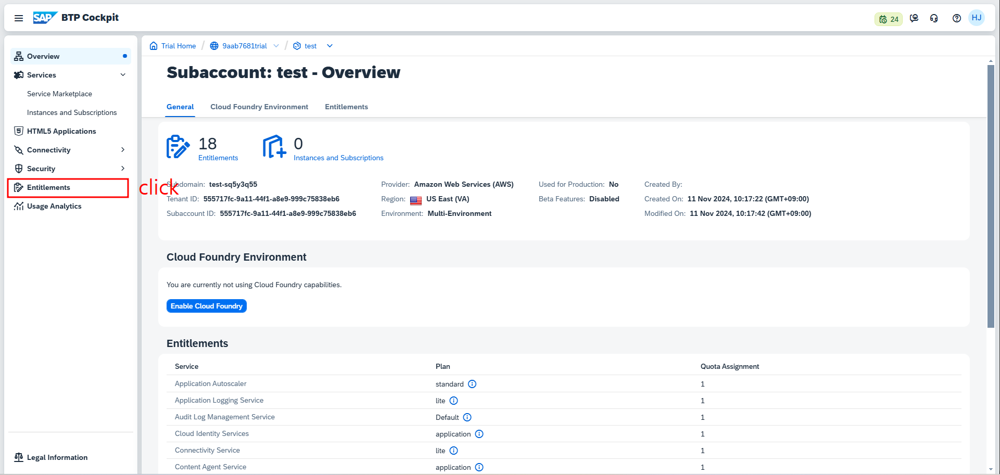 SAP BTP Cockpit
24
HJ
Overview
Services
Service Marketplace
Instances and Subscriptions
HTML5 Applications
Connectivity
Security
Entitlements
Usage Analytics
Legal Information
click
Trial Home / 9aab7681trial / test
Subaccount: test - Overview
General Cloud Foundry Environment Entitlements
18
Entitlements
0
Instances and Subscriptions
Subdomain: test-sq5y3q55
Tenant ID: 555717fc-9a11-44f1-a8e9-999c75838eb6
Subaccount ID: 555717fc-9a11-44f1-a8e9-999c75838eb6
Provider: Amazon Web Services (AWS)
Region: US East (VA)
Environment: Multi-Environment
Used for Production: No
Beta Features: Disabled
Created By:
Created On: 11 Nov 2024, 10:17:22 (GMT+09:00)
Modified On: 11 Nov 2024, 10:17:42 (GMT+09:00)
Cloud Foundry Environment
You are currently not using Cloud Foundry capabilities.
Enable Cloud Foundry
Entitlements
Service Plan Quota Assignment
Application Autoscaler standard 1
Application Logging Service lite 1
Audit Log Management Service Default 1
Cloud Identity Services application 1
Connectivity Service lite 1
Content Agent Service application 1